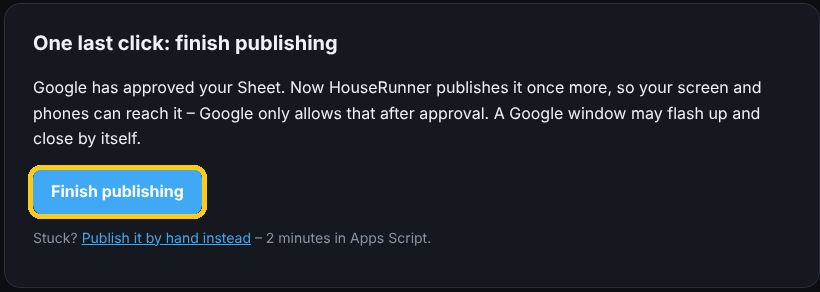 One last click: finish publishing
Google has approved your Sheet. Now HouseRunner publishes it once more, so your screen and
phones can reach it – Google only allows that after approval. A Google window may flash up and
close by itself.
Finish publishing
Stuck? Publish it by hand instead – 2 minutes in Apps Script.